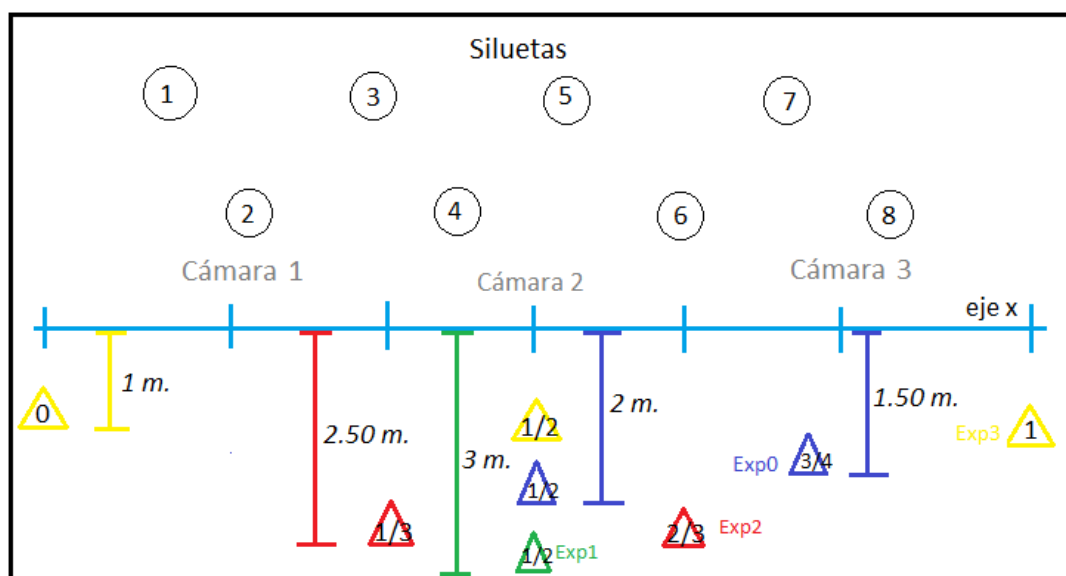 Siluetas
1 3 5 7
2 4 6 8
Cámara 1 Cámara 2 Cámara 3
eje x
1 m. 2.50 m. 3 m. 2 m. 1.50 m.
0 1/2 Exp3 1
1/2 Exp0 3/4
1/3 1/2 Exp1 2/3 Exp2